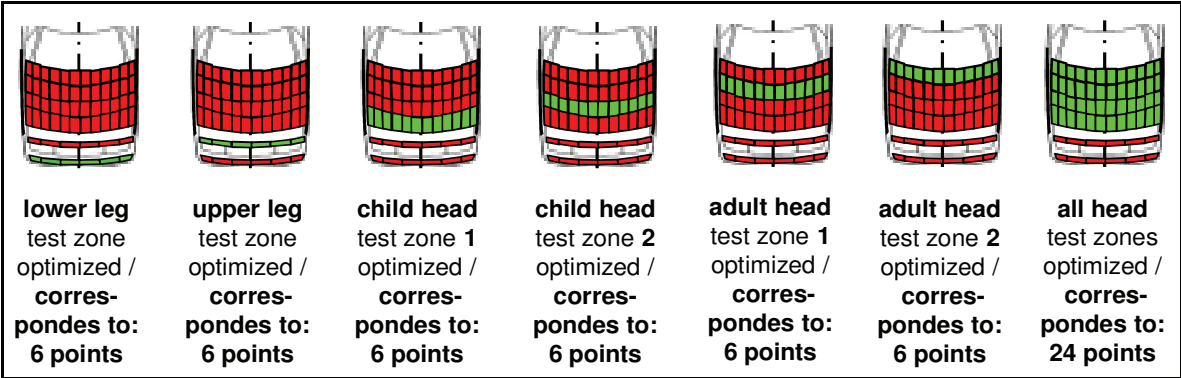 lower leg
test zone
optimized /
corres-
pondes to:
6 points
upper leg
test zone
optimized /
corres-
pondes to:
6 points
child head
test zone 1
optimized /
corres-
pondes to:
6 points
child head
test zone 2
optimized /
corres-
pondes to:
6 points
adult head
test zone 1
optimized /
corres-
pondes to:
6 points
adult head
test zone 2
optimized /
corres-
pondes to:
6 points
all head
test zones
optimized /
corres-
pondes to:
24 points